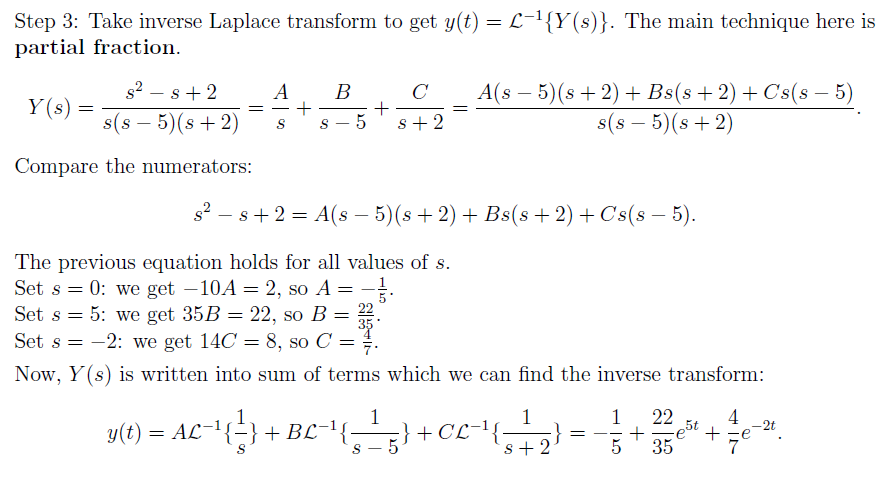 Step 3: Take inverse Laplace transform to get y(t) = ℒ⁻¹{Y(s)}. The main technique here is
partial fraction.
Y(s) = \frac{s² − s + 2}{s(s − 5)(s + 2)} = \frac{A}{s} + \frac{B}{s − 5} + \frac{C}{s + 2} = \frac{A(s − 5)(s + 2) + Bs(s + 2) + Cs(s − 5)}{s(s − 5)(s + 2)}.
Compare the numerators:
s² − s + 2 = A(s − 5)(s + 2) + Bs(s + 2) + Cs(s − 5).
The previous equation holds for all values of s.
Set s = 0: we get −10A = 2, so A = −\frac{1}{5}.
Set s = 5: we get 35B = 22, so B = \frac{22}{35}.
Set s = −2: we get 14C = 8, so C = \frac{4}{7}.
Now, Y(s) is written into sum of terms which we can find the inverse transform:
y(t) = Aℒ⁻¹{\frac{1}{s}} + Bℒ⁻¹{\frac{1}{s − 5}} + Cℒ⁻¹{\frac{1}{s + 2}} = −\frac{1}{5} + \frac{22}{35}e^{5t} + \frac{4}{7}e^{−2t}.